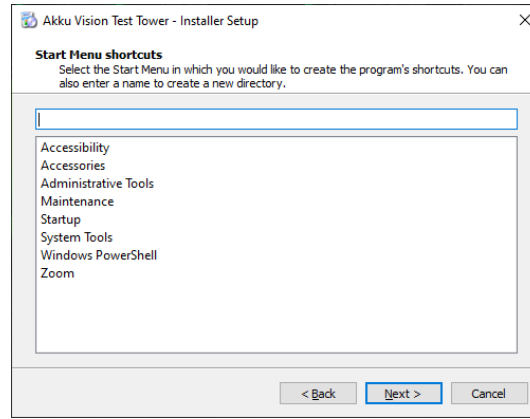 Akku Vision Test Tower - Installer Setup
Start Menu shortcuts
Select the Start Menu in which you would like to create the program's shortcuts. You can
also enter a name to create a new directory.
Accessibility
Accessories
Administrative Tools
Maintenance
Startup
System Tools
Windows PowerShell
Zoom
< Back Next > Cancel